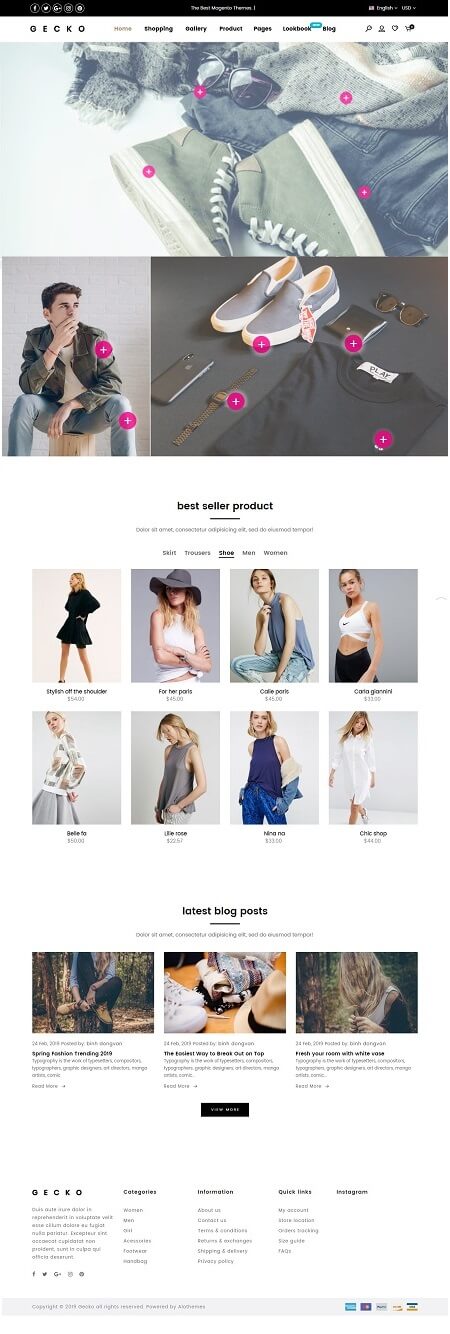 The Best Magento Themes. |
English
USD
GECKO
Home
Shopping
Gallery
Product
Pages
Lookbook
Blog
PLAY
best seller product
Dolor sit amet, consectetur adipisicing elit, sed do eiusmod tempor!
Skirt Trousers Shoe Men Women
Stylish off the shoulder
$54.00
For her paris
$45.00
Calie paris
$45.00
Carla giannini
$33.00
Belle fa
$50.00
Lilie rose
$22.57
Nina na
$33.00
Chic shop
$44.00
latest blog posts
Dolor sit amet, consectetur adipisicing elit, sed do eiusmod tempor!
24 Feb, 2019 Posted by: binh dongvan
Spring Fashion Trending 2019
Typography is the work of typesetters, compositors,
typographers, graphic designers, art directors, manga
artists, comic
Read More →
24 Feb, 2019 Posted by: binh dongvan
The Easiest Way to Break Out on Top
Typography is the work of typesetters, compositors,
typographers, graphic designers, art directors, manga
artists, comic...
Read More →
24 Feb, 2019 Posted by: binh dongvan
Fresh your room with white vase
Typography is the work of typesetters, compositors,
typographers, graphic designers, art directors, manga
artists, comic...
Read More →
VIEW MORE
GECKO
Duis aute irure dolor in
reprehenderit in voluptate velit
esse cillum dolore eu fugiat
nulla pariatur. Excepteur sint
occaecat cupidatat non
proident, sunt in culpa qui
officia deserunt.
Categories
Women
Men
Girl
Acessories
Footwear
Handbag
Information
About us
Contact us
Terms & conditions
Returns & exchanges
Shipping & delivery
Privacy policy
Quick links
My account
Store location
Orders tracking
Size guide
FAQs
Instagram
Copyright © 2019 Gecko all rights reserved. Powered by Alothemes